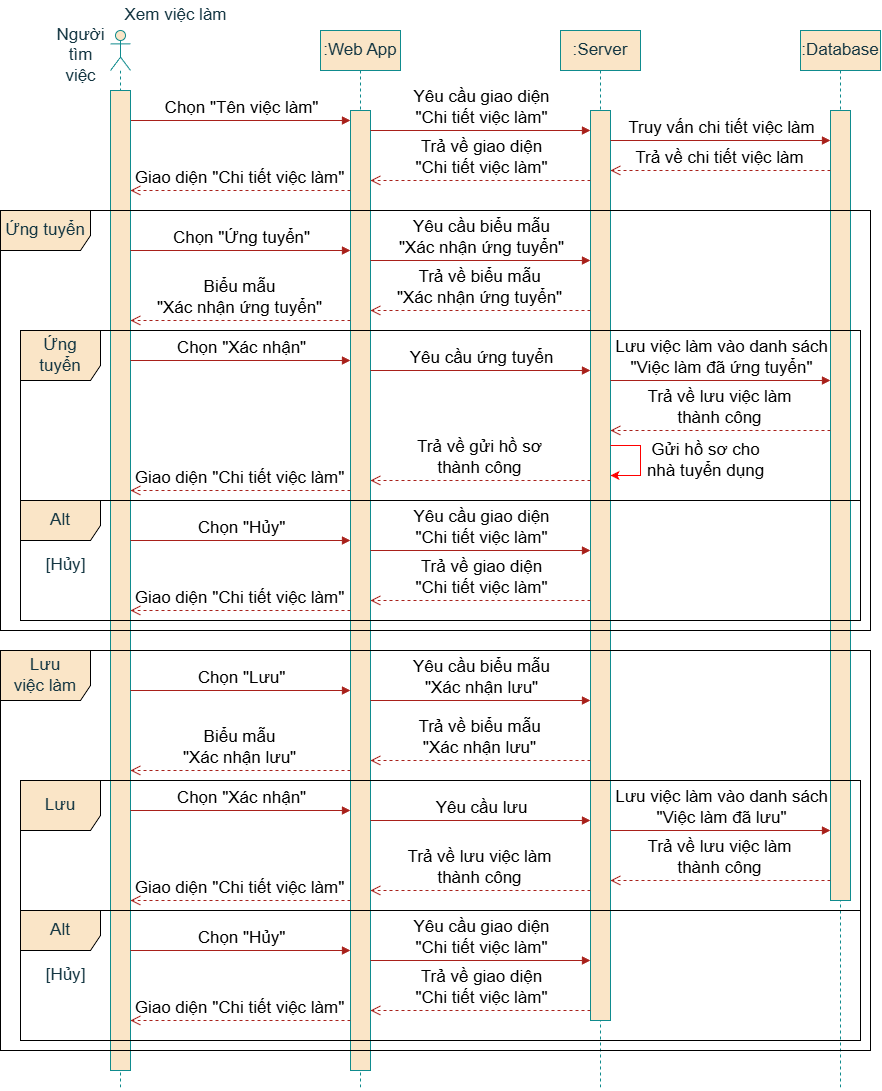 Xem việc làm
Người
tìm
việc
:Web App
:Server
:Database
Chọn "Tên việc làm"
Yêu cầu giao diện
"Chi tiết việc làm"
Truy vấn chi tiết việc làm
Trả về giao diện
"Chi tiết việc làm"
Trả về chi tiết việc làm
Giao diện "Chi tiết việc làm"
Ứng tuyển
Chọn "Ứng tuyển"
Yêu cầu biểu mẫu
"Xác nhận ứng tuyển"
Biểu mẫu
"Xác nhận ứng tuyển"
Trả về biểu mẫu
"Xác nhận ứng tuyển"
Ứng
tuyển
Chọn "Xác nhận"
Yêu cầu ứng tuyển
Lưu việc làm vào danh sách
"Việc làm đã ứng tuyển"
Trả về lưu việc làm
thành công
Trả về gửi hồ sơ
thành công
Gửi hồ sơ cho
nhà tuyển dụng
Giao diện "Chi tiết việc làm"
Alt
[Hủy]
Chọn "Hủy"
Yêu cầu giao diện
"Chi tiết việc làm"
Trả về giao diện
"Chi tiết việc làm"
Giao diện "Chi tiết việc làm"
Lưu
việc làm
Chọn "Lưu"
Yêu cầu biểu mẫu
"Xác nhận lưu"
Biểu mẫu
"Xác nhận lưu"
Trả về biểu mẫu
"Xác nhận lưu"
Lưu
Chọn "Xác nhận"
Yêu cầu lưu
Lưu việc làm vào danh sách
"Việc làm đã lưu"
Trả về lưu việc làm
thành công
Trả về lưu việc làm
thành công
Giao diện "Chi tiết việc làm"
Alt
[Hủy]
Chọn "Hủy"
Yêu cầu giao diện
"Chi tiết việc làm"
Trả về giao diện
"Chi tiết việc làm"
Giao diện "Chi tiết việc làm"